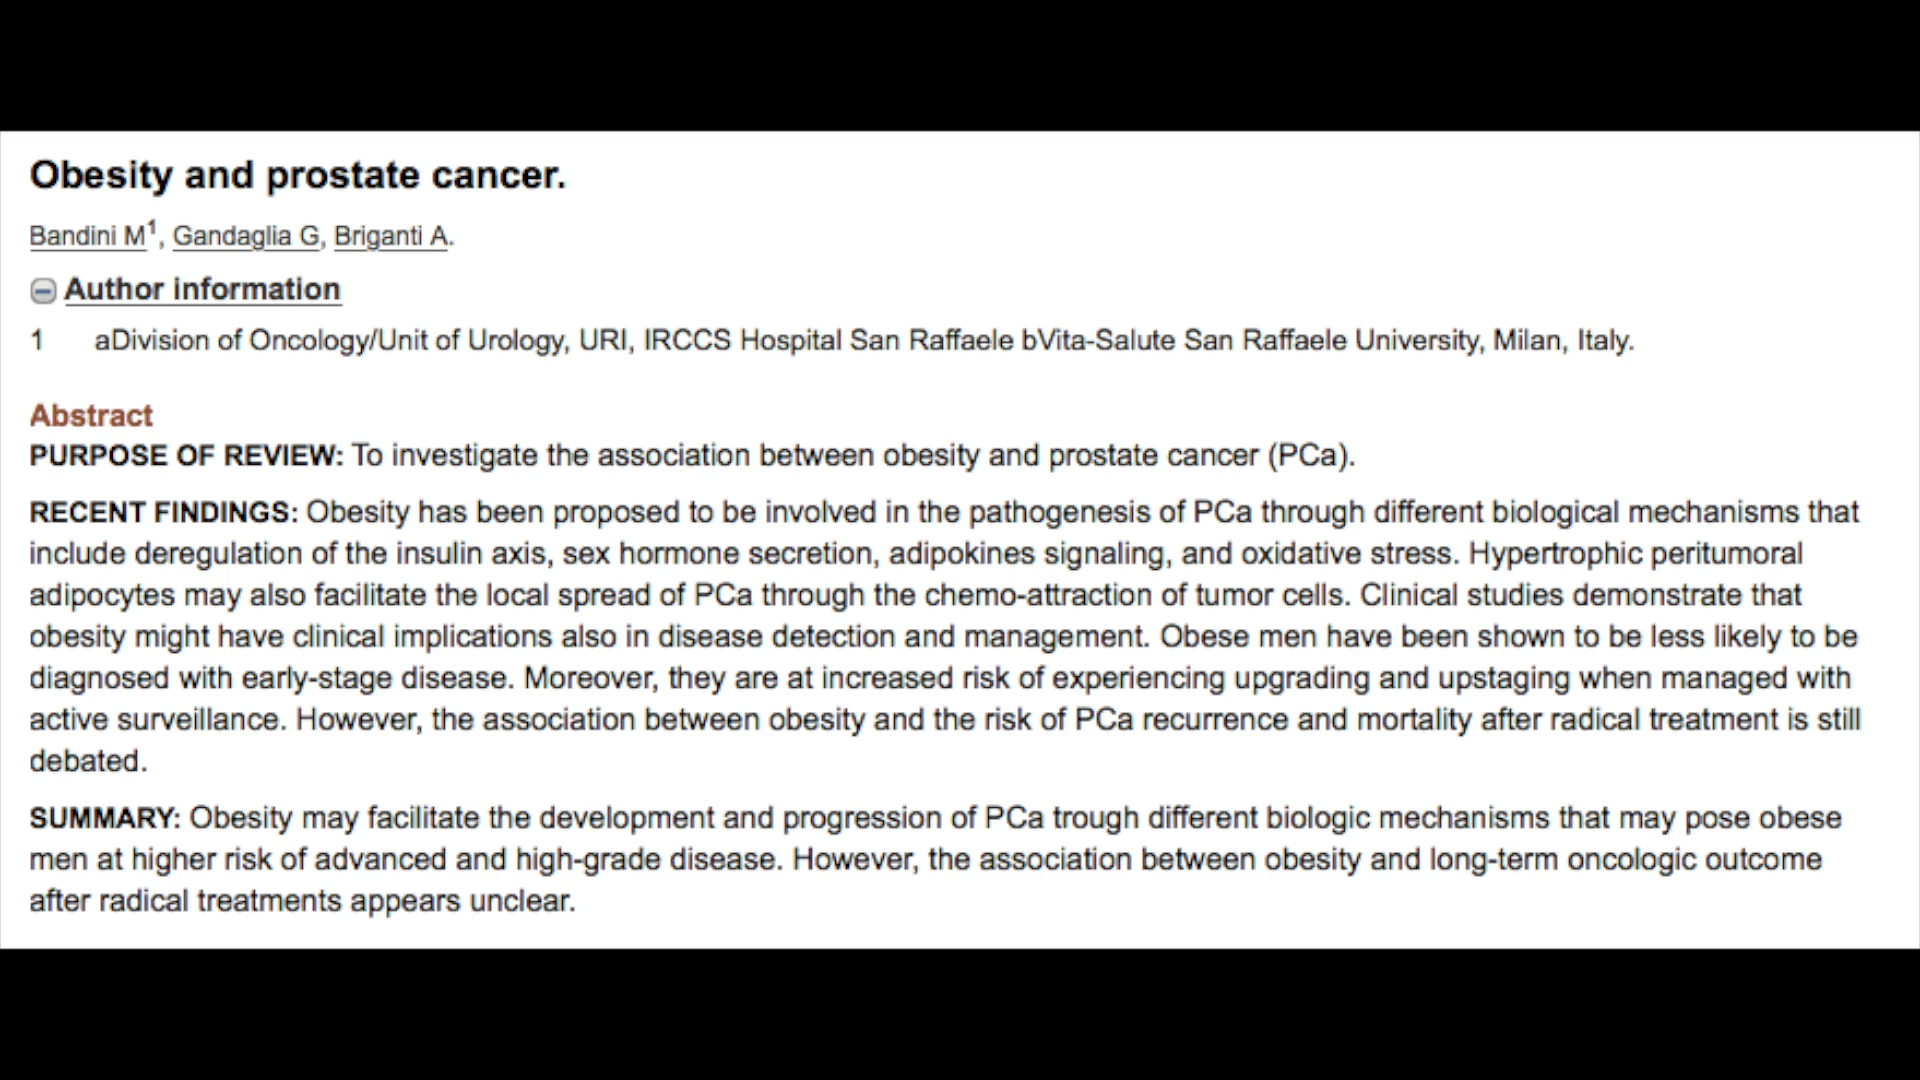 Obesity and prostate cancer.
Bandini M1, Gandaglia G, Briganti A.
Author information
1 aDivision of Oncology/Unit of Urology, URI, IRCCS Hospital San Raffaele bVita-Salute San Raffaele University, Milan, Italy.
Abstract
PURPOSE OF REVIEW: To investigate the association between obesity and prostate cancer (PCa).
RECENT FINDINGS: Obesity has been proposed to be involved in the pathogenesis of PCa through different biological mechanisms that
include deregulation of the insulin axis, sex hormone secretion, adipokines signaling, and oxidative stress. Hypertrophic peritumoral
adipocytes may also facilitate the local spread of PCa through the chemo-attraction of tumor cells. Clinical studies demonstrate that
obesity might have clinical implications also in disease detection and management. Obese men have been shown to be less likely to be
diagnosed with early-stage disease. Moreover, they are at increased risk of experiencing upgrading and upstaging when managed with
active surveillance. However, the association between obesity and the risk of PCa recurrence and mortality after radical treatment is still
debated.
SUMMARY: Obesity may facilitate the development and progression of PCa trough different biologic mechanisms that may pose obese
men at higher risk of advanced and high-grade disease. However, the association between obesity and long-term oncologic outcome
after radical treatments appears unclear.